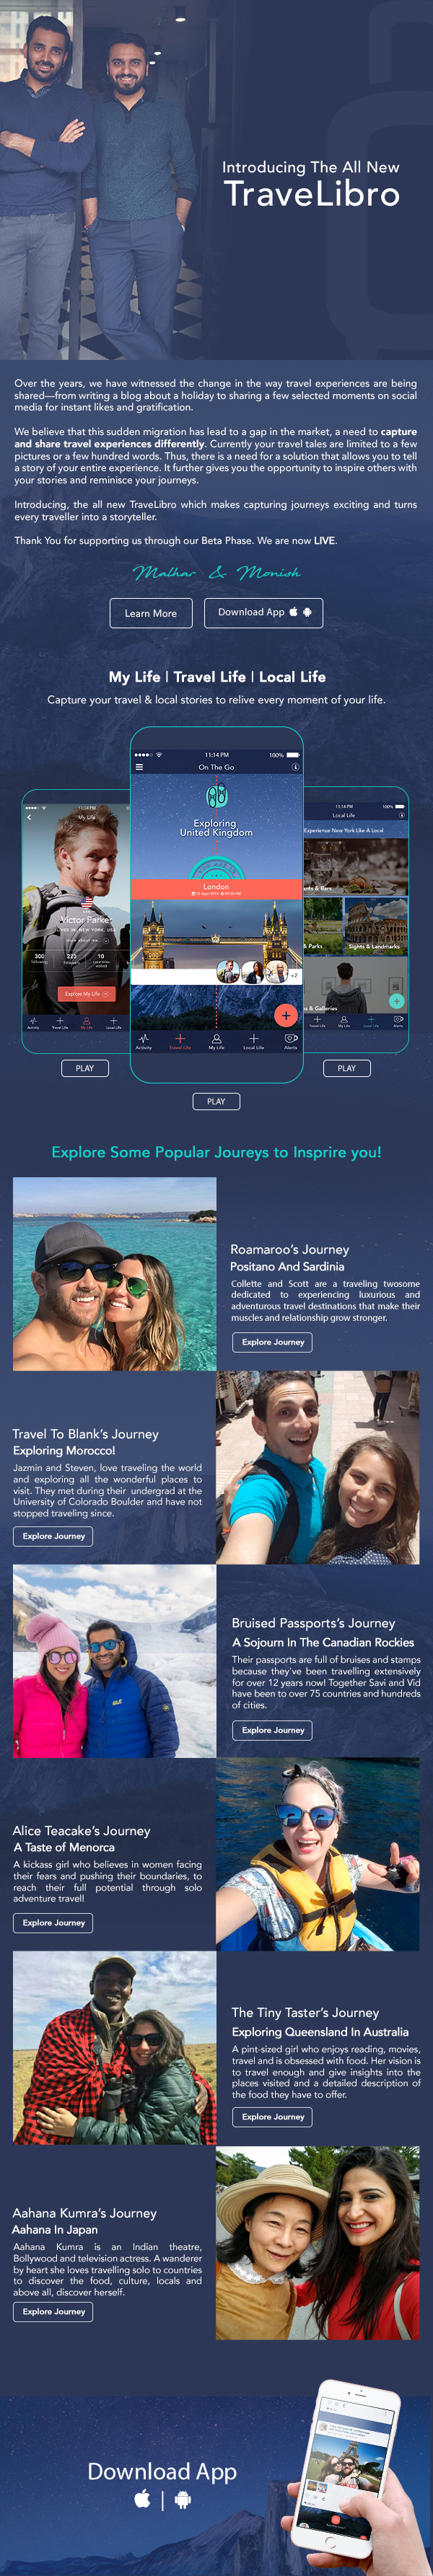 Introducing The All New
TraveLibro
Over the years, we have witnessed the change in the way travel experiences are being
shared—from writing a blog about a holiday to sharing a few selected moments on social
media for instant likes and gratification.
We believe that this sudden migration has lead to a gap in the market, a need to capture
and share travel experiences differently. Currently your travel tales are limited to a few
pictures or a few hundred words. Thus, there is a need for a solution that allows you to tell
a story of your entire experience. It further gives you the opportunity to inspire others with
your stories and reminisce your journeys.
Introducing, the all new TraveLibro which makes capturing journeys exciting and turns
every traveller into a storyteller.
Thank You for supporting us through our Beta Phase. We are now LIVE.
Malhar & Monish
Learn More
Download App
My Life | Travel Life | Local Life
Capture your travel & local stories to relive every moment of your life.
11:14 PM
My Life
Victor Parker
LIVES IN NEW YORK, USA
300
223
10
following
countries
visited
Explore My Life
Activity
Travel Life
My Life
Local Life
PLAY
11:14 PM
100%
On The Go
Exploring
United Kingdom
London
+2
Activity
Travel Life
My Life
Local Life
Alerts
PLAY
11:14 PM
100%
Local Life
Experience New York Like A Local
& Bars
& Parks
Sights & Landmarks
& Galleries
Travel Life
My Life
Local Life
Alerts
PLAY
Explore Some Popular Joureys to Insprire you!
Roamaroo's Journey
Positano And Sardinia
Collette and Scott are a traveling twosome
dedicated to experiencing luxurious and
adventurous travel destinations that make their
muscles and relationship grow stronger.
Explore Journey
Travel To Blank's Journey
Exploring Morocco!
Jazmin and Steven, love traveling the world
and exploring all the wonderful places to
visit. They met during their undergrad at the
University of Colorado Boulder and have not
stopped traveling since.
Explore Journey
Bruised Passports's Journey
A Sojourn In The Canadian Rockies
Their passports are full of bruises and stamps
because they've been travelling extensively
for over 12 years now! Together Savi and Vid
have been to over 75 countries and hundreds
of cities.
Explore Journey
Alice Teacake's Journey
A Taste of Menorca
A kickass girl who believes in women facing
their fears and pushing their boundaries, to
reach their full potential through solo
adventure travel!
Explore Journey
The Tiny Taster's Journey
Exploring Queensland In Australia
A pint-sized girl who enjoys reading, movies,
travel and is obsessed with food. Her vision is
to travel enough and give insights into the
places visited and a detailed description of
the food they have to offer.
Explore Journey
Aahana Kumra's Journey
Aahana In Japan
Aahana Kumra is an Indian theatre,
Bollywood and television actress. A wanderer
by heart she loves travelling solo to countries
to discover the food, culture, locals and
above all, discover herself.
Explore Journey
Download App